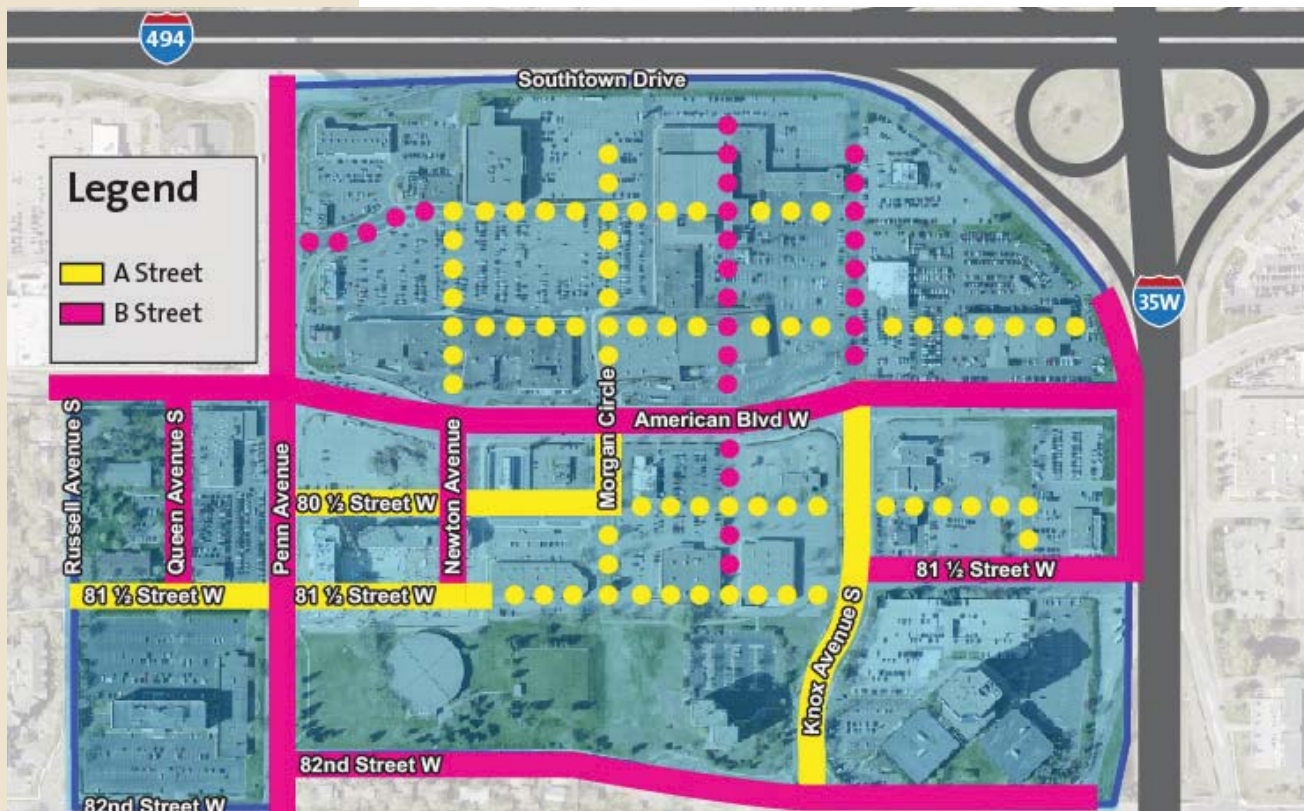 494
Southtown Drive
Legend
A Street
B Street
35W
American Blvd W
Morgan Circle
Russell Avenue S
Queen Avenue S
Penn Avenue
Newton Avenue
80 ½ Street W
81 ½ Street W
81 ½ Street W
81 ½ Street W
Knox Avenue S
82nd Street W
82nd Street W